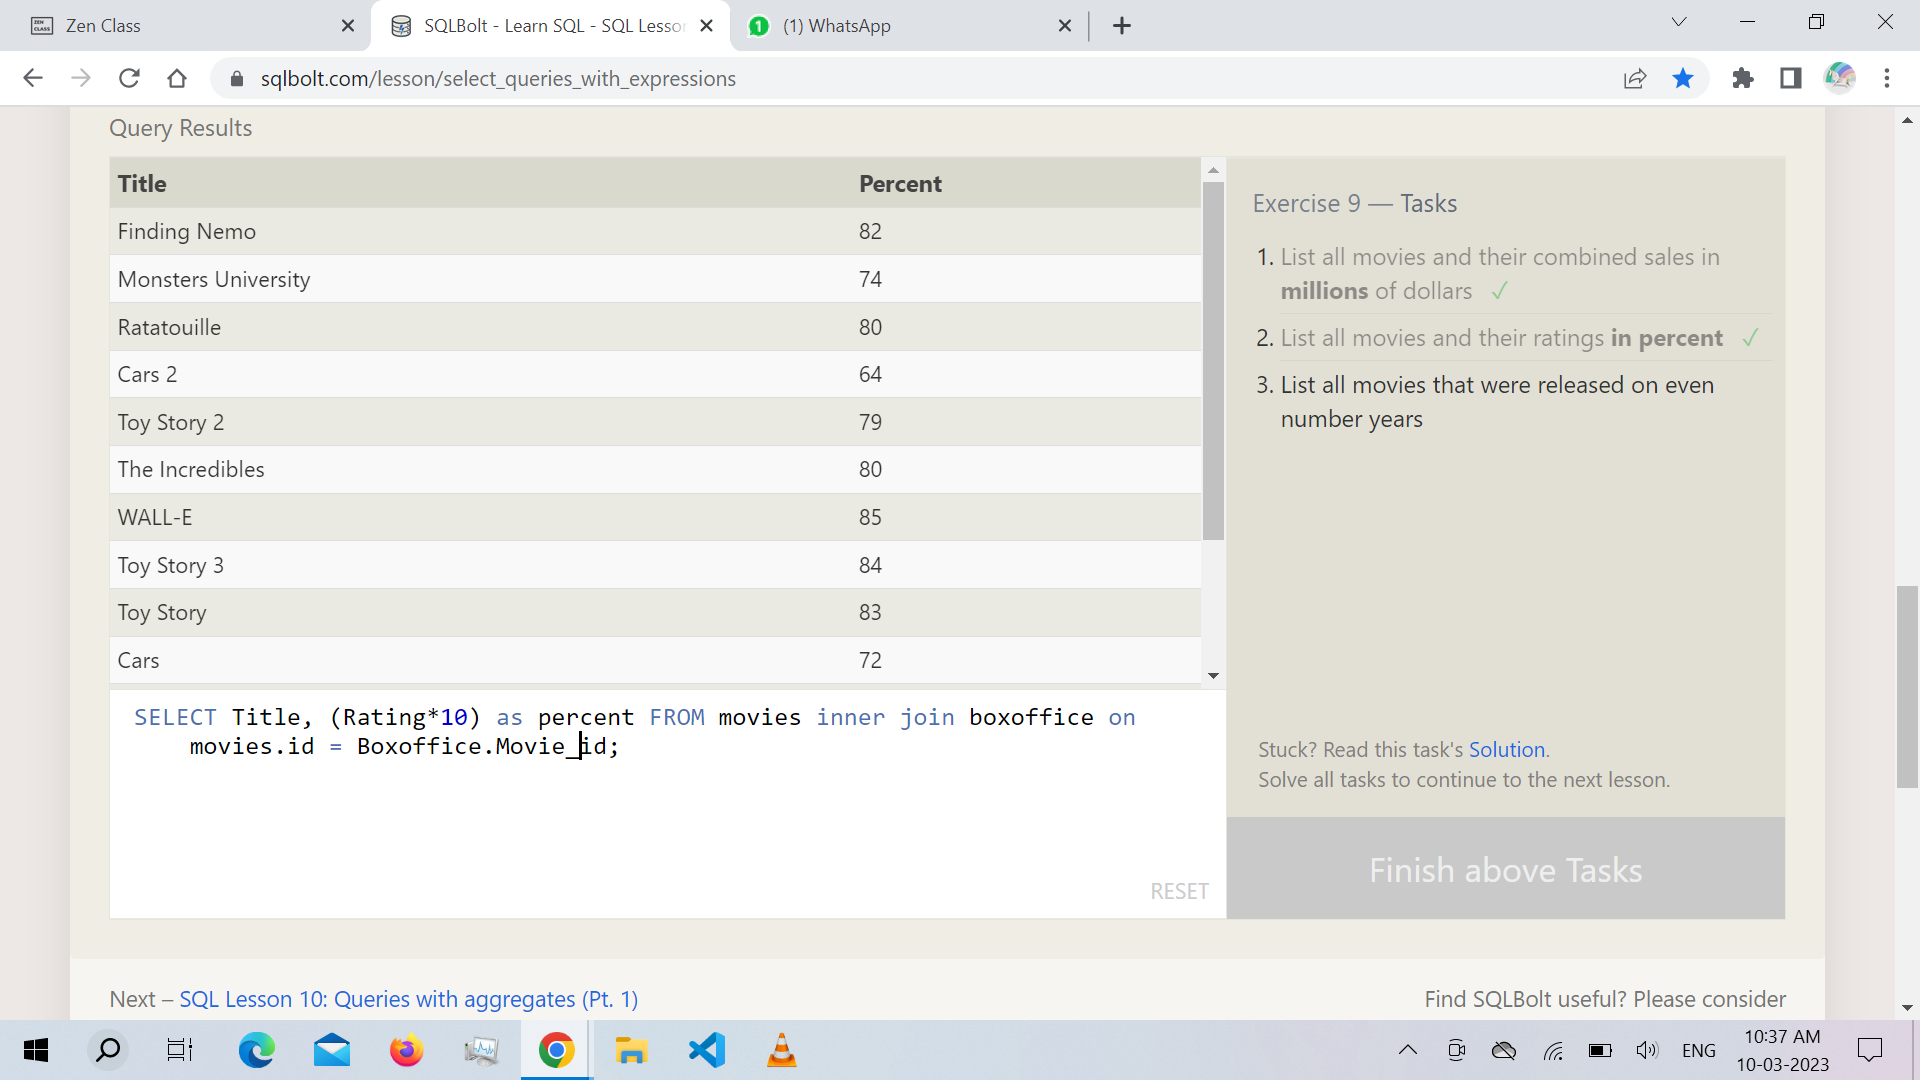 ZEN CLASS Zen Class
SQLBolt - Learn SQL - SQL Lesso
1 (1) WhatsApp
sqlbolt.com/lesson/select_queries_with_expressions
Query Results
Title Percent
Finding Nemo 82
Monsters University 74
Ratatouille 80
Cars 2 64
Toy Story 2 79
The Incredibles 80
WALL-E 85
Toy Story 3 84
Toy Story 83
Cars 72
SELECT Title, (Rating*10) as percent FROM movies inner join boxoffice on
movies.id = Boxoffice.Movie_id;
RESET
Exercise 9 — Tasks
1. List all movies and their combined sales in
millions of dollars ✓
2. List all movies and their ratings in percent ✓
3. List all movies that were released on even
number years
Stuck? Read this task's Solution.
Solve all tasks to continue to the next lesson.
Finish above Tasks
Next – SQL Lesson 10: Queries with aggregates (Pt. 1)
Find SQLBolt useful? Please consider
ENG
10:37 AM
10-03-2023